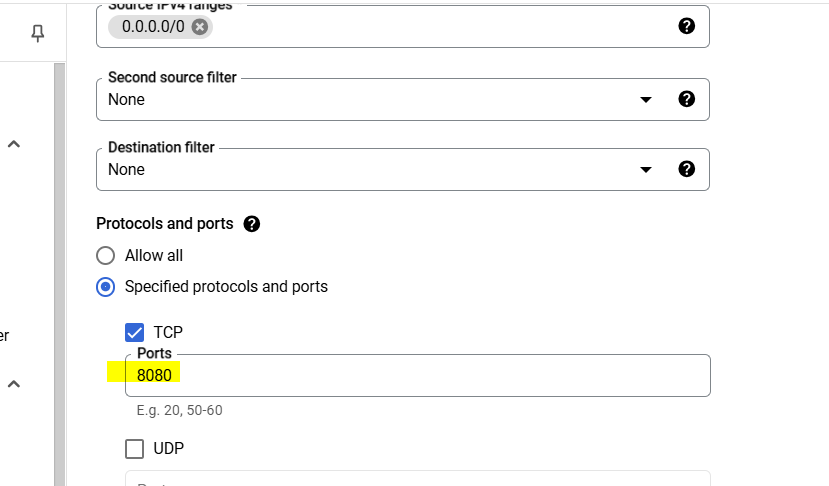 Source IPv4 ranges
0.0.0.0/0
Second source filter
None
Destination filter
None
Protocols and ports
Allow all
Specified protocols and ports
er
TCP
Ports
8080
E.g. 20, 50-60
UDP